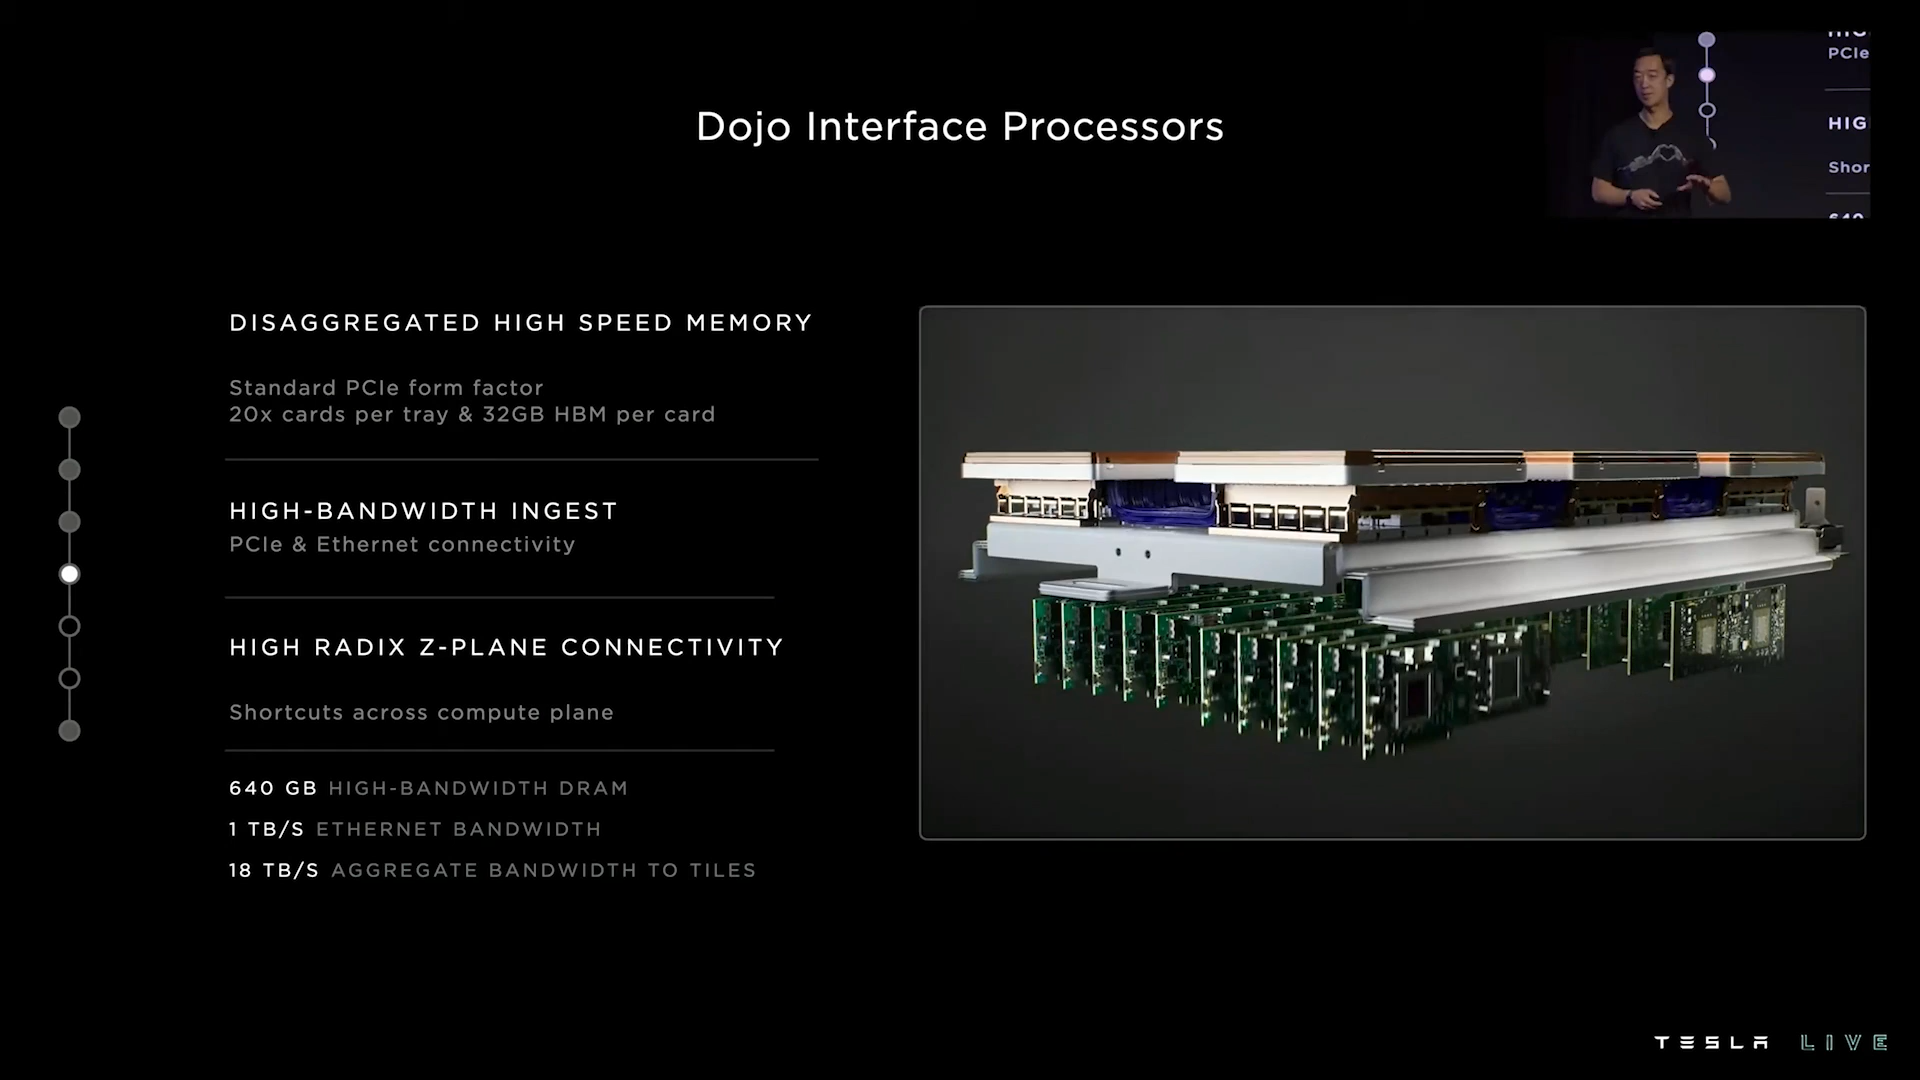 Dojo Interface Processors
PCIe
HIG
Shor
DISAGGREGATED HIGH SPEED MEMORY
Standard PCIe form factor
20x cards per tray & 32GB HBM per card
HIGH-BANDWIDTH INGEST
PCIe & Ethernet connectivity
HIGH RADIX Z-PLANE CONNECTIVITY
Shortcuts across compute plane
640 GB HIGH-BANDWIDTH DRAM
1 TB/S ETHERNET BANDWIDTH
18 TB/S AGGREGATE BANDWIDTH TO TILES
TESLA LIVE